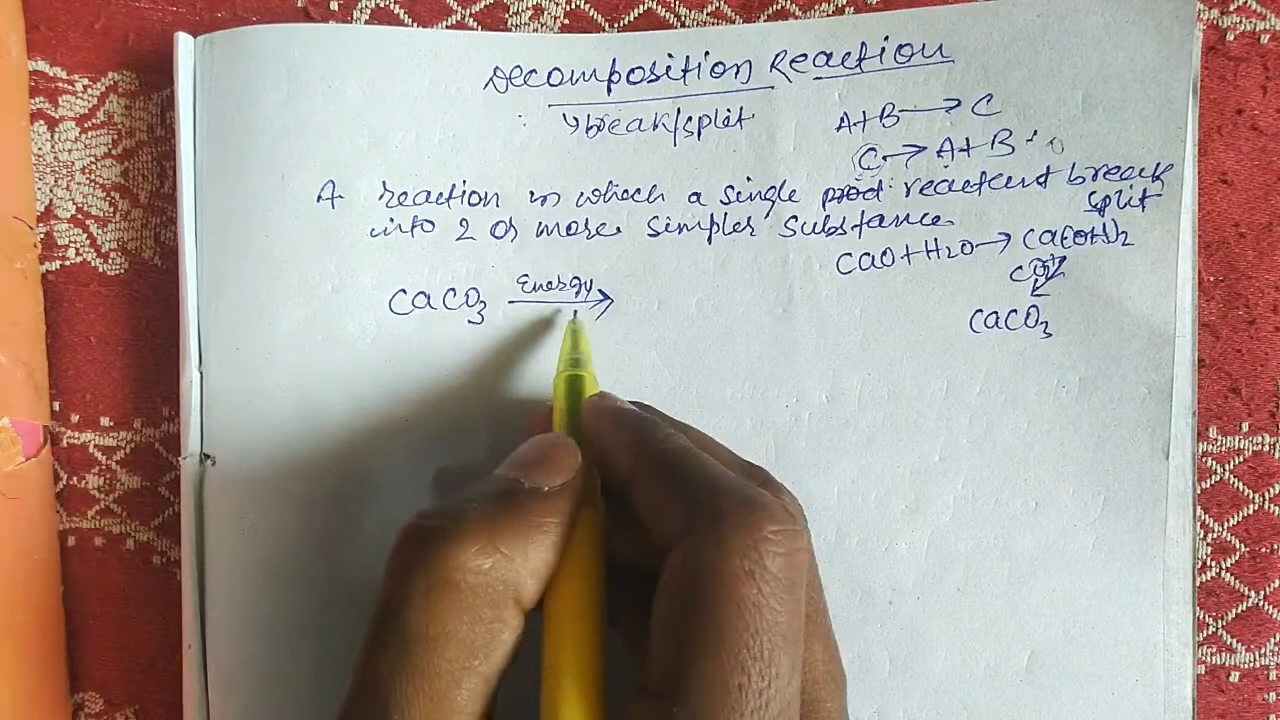 Decomposition Reaction
break/split
A+B → C
C → A+B
A reaction in which a single prod reactant break
split
into 2 or more simpler substance
CaO+H2O → Ca(OH)2
CO2
CaCO3
CaCO3 Energy →